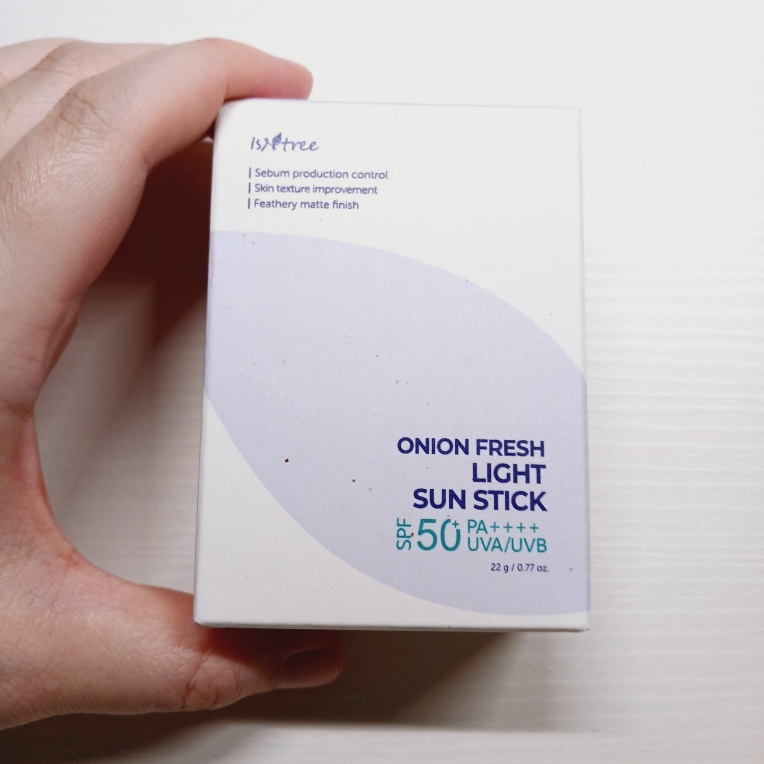 IsNtree
Sebum production control
Skin texture improvement
Feathery matte finish
ONION FRESH
LIGHT
SUN STICK
SPF 50+ PA++++
UVA/UVB
22 g / 0.77 oz.